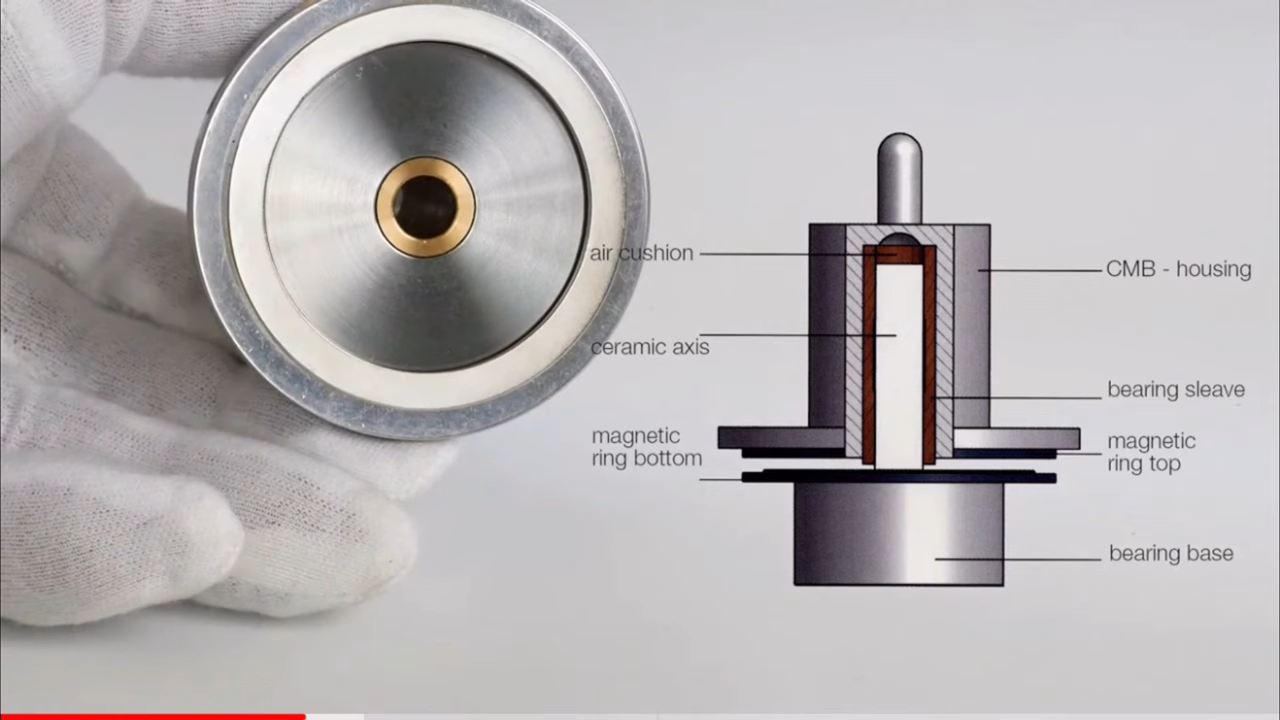 air cushion
CMB - housing
ceramic axis
bearing sleave
magnetic
ring bottom
magnetic
ring top
bearing base